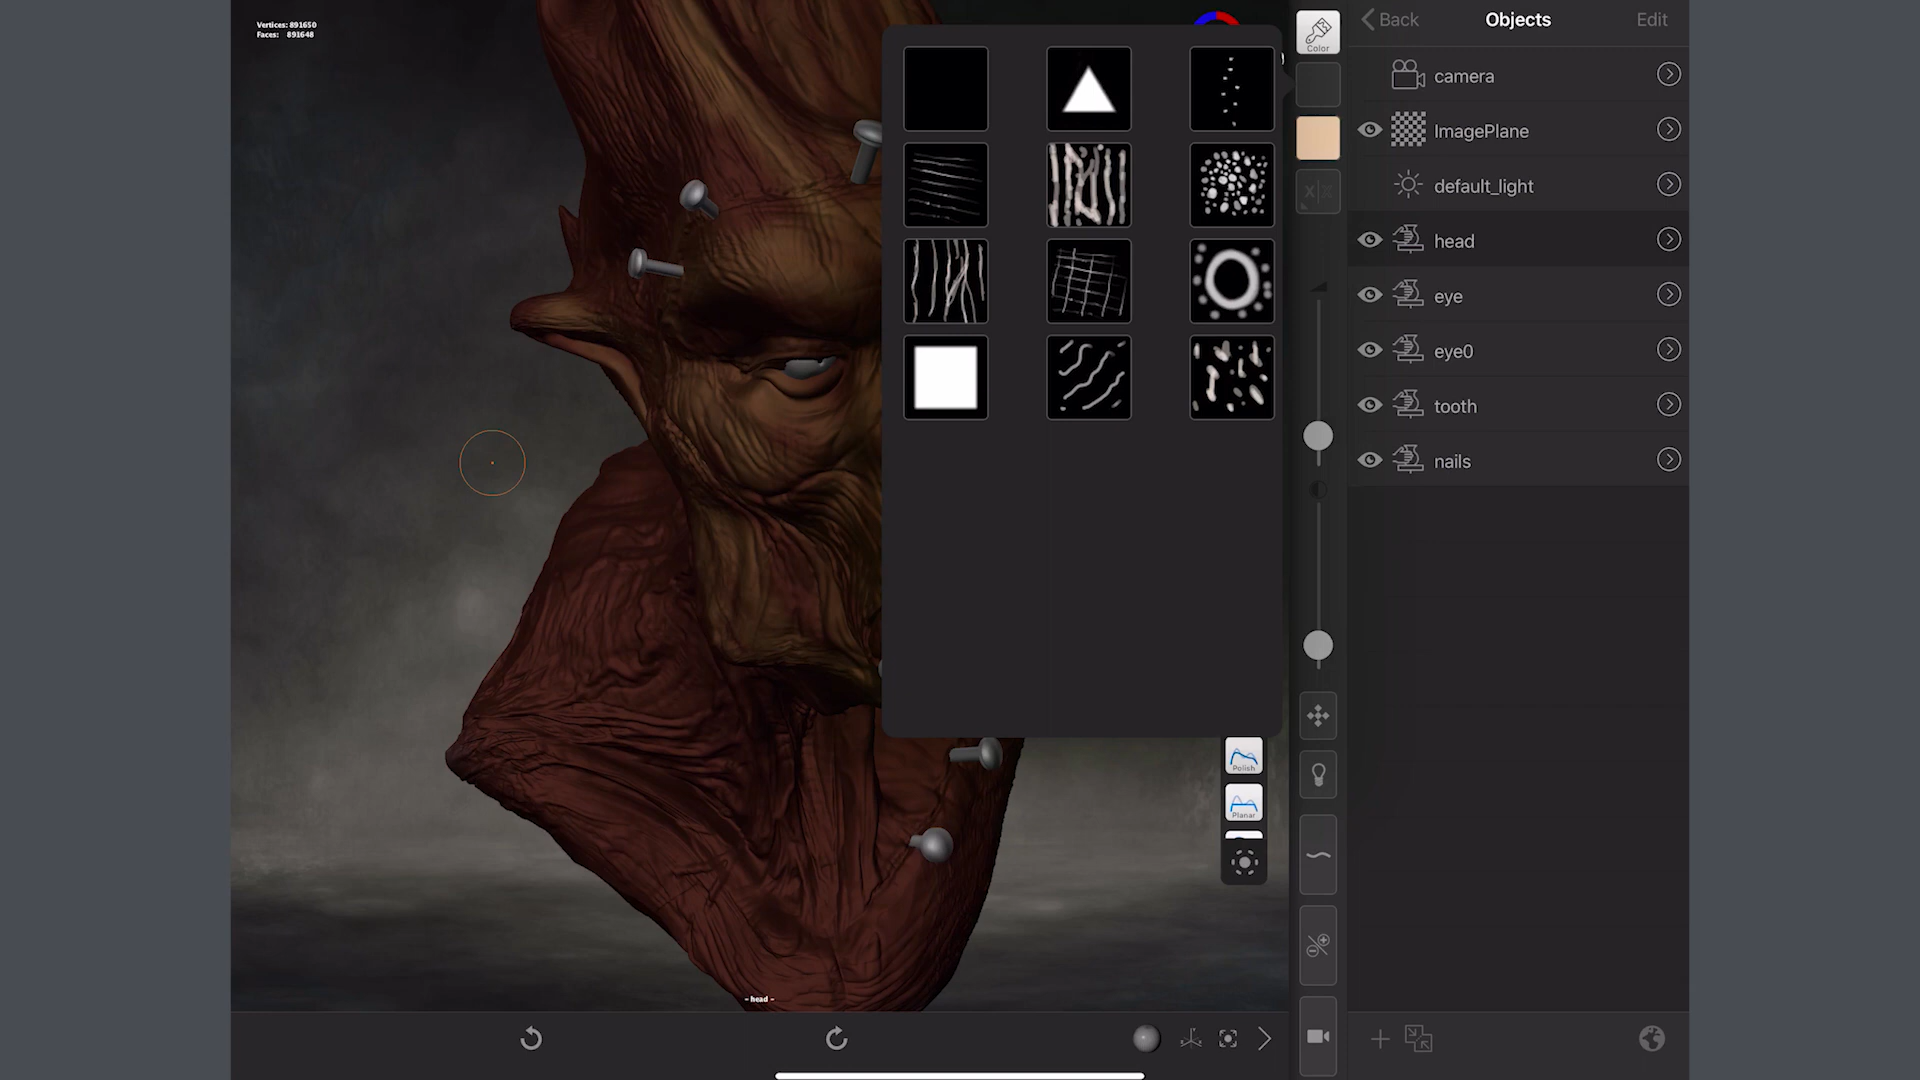 Vertices: 891650
Faces: 891648
Color
Back
Objects
Edit
camera
ImagePlane
default_light
head
eye
eye0
tooth
nails
Polish
Planar
- head -